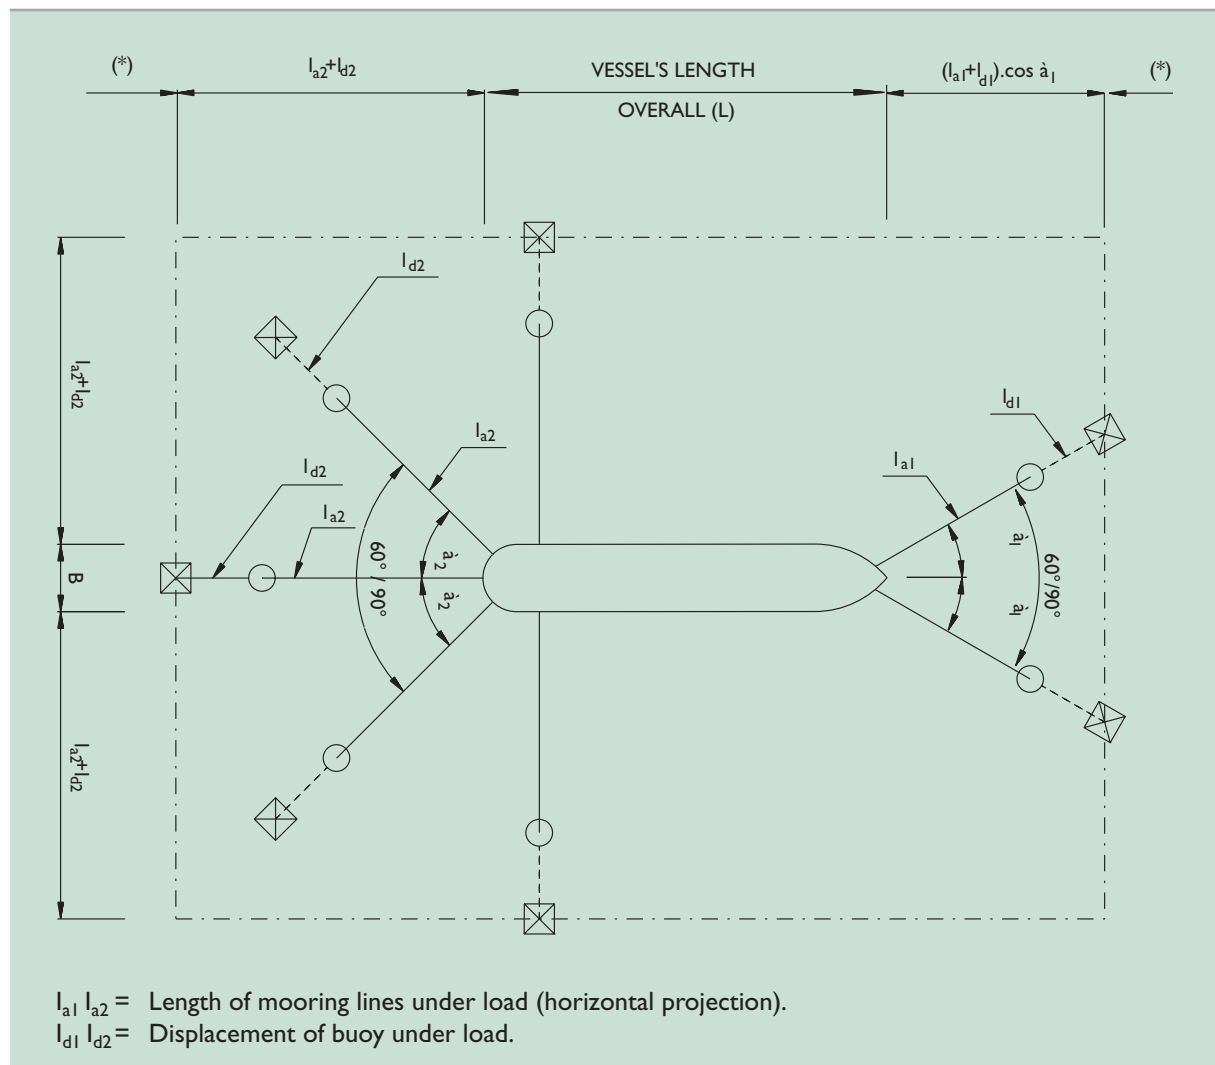 (*)
la2+ld2
VESSEL'S LENGTH
OVERALL (L)
(la1+ld1).cos à1
(*)
ld2
la2+ld2
la2
ld1
la1
ld2
la2
60° / 90°
à2
à2
à1
à1
60°/90°
B
la2+ld2
la1 la2 = Length of mooring lines under load (horizontal projection).
ld1 ld2 = Displacement of buoy under load.